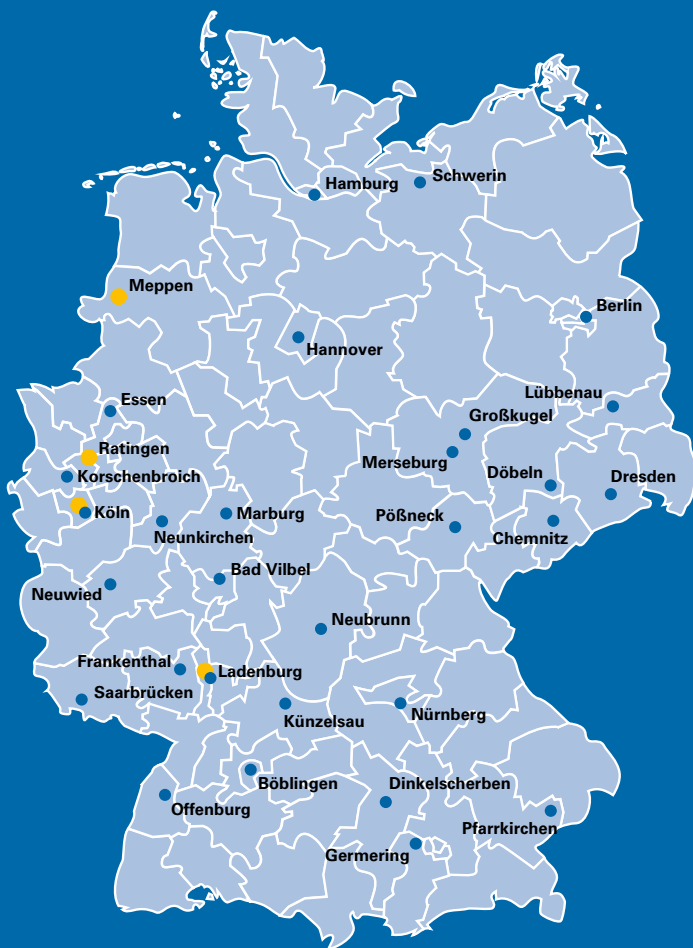 Schwerin
Hamburg
Meppen
Berlin
Hannover
Lübbenau
Essen
Großkugel
Ratingen
Merseburg
Korschenbroich
Döbeln
Dresden
Köln
Marburg
Pößneck
Neunkirchen
Chemnitz
Bad Vilbel
Neuwied
Neubrunn
Frankenthal
Ladenburg
Saarbrücken
Künzelsau
Nürnberg
Böblingen
Dinkelscherben
Offenburg
Pfarrkirchen
Germering